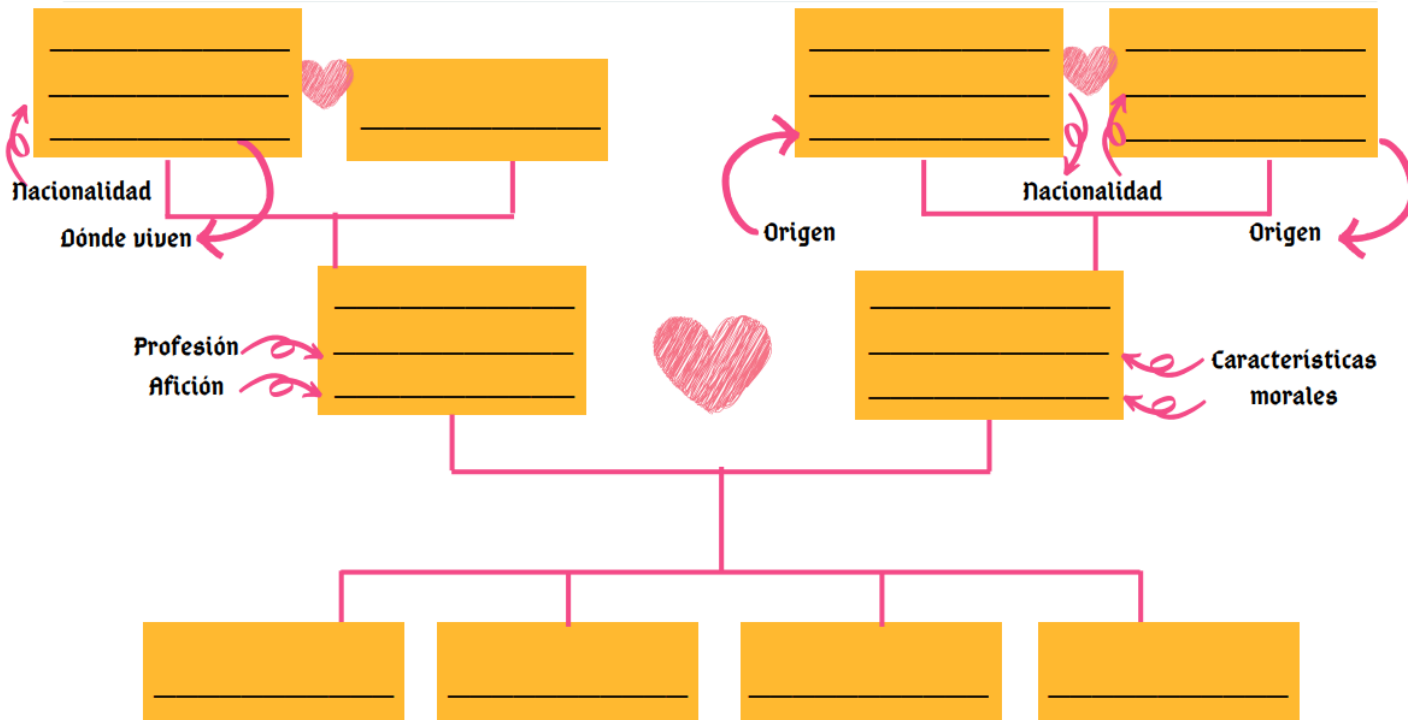 Nacionalidad
Dónde viven
Nacionalidad
Origen
Origen
Profesión
Afición
Características
morales